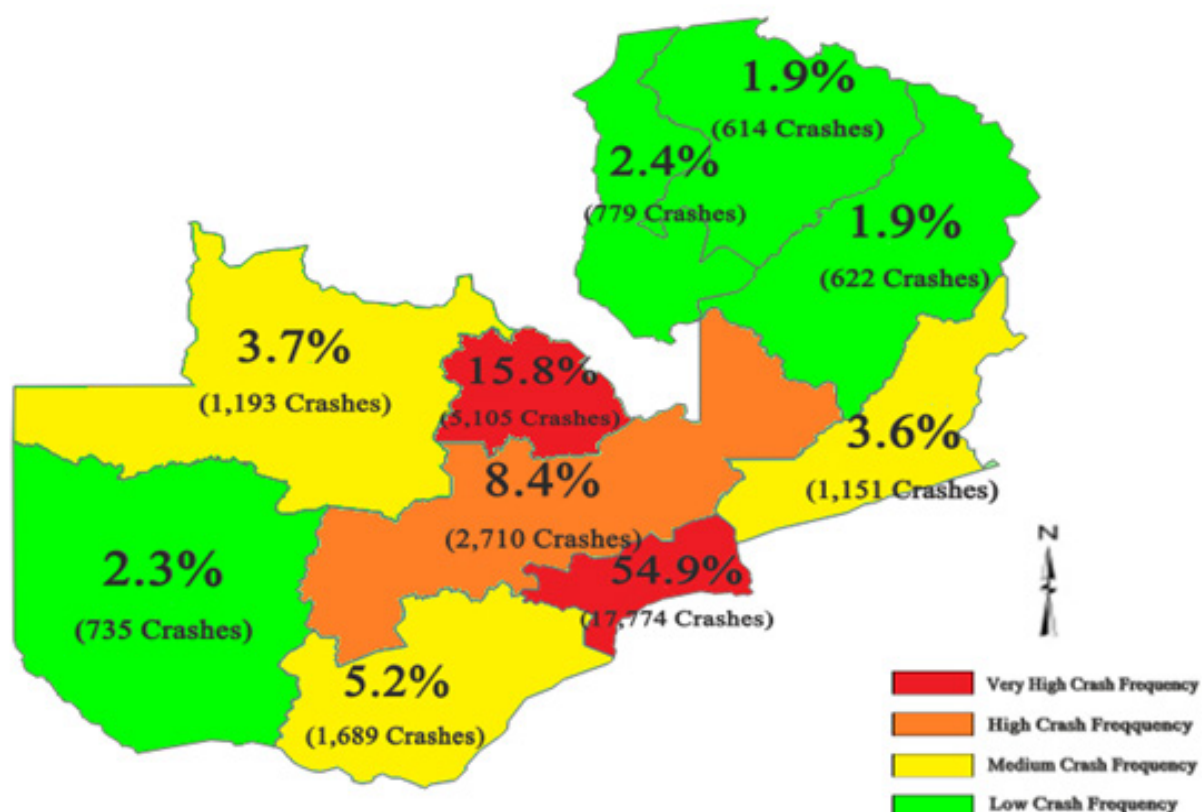 1.9%
(614 Crashes)
2.4%
(779 Crashes)
1.9%
(622 Crashes)
3.7%
(1,193 Crashes)
15.8%
(5,105 Crashes)
3.6%
(1,151 Crashes)
8.4%
(2,710 Crashes)
54.9%
(17,774 Crashes)
2.3%
(735 Crashes)
5.2%
(1,689 Crashes)
N
Very High Crash Frequency
High Crash Freqquency
Medium Crash Frequency
Low Crash Frequency